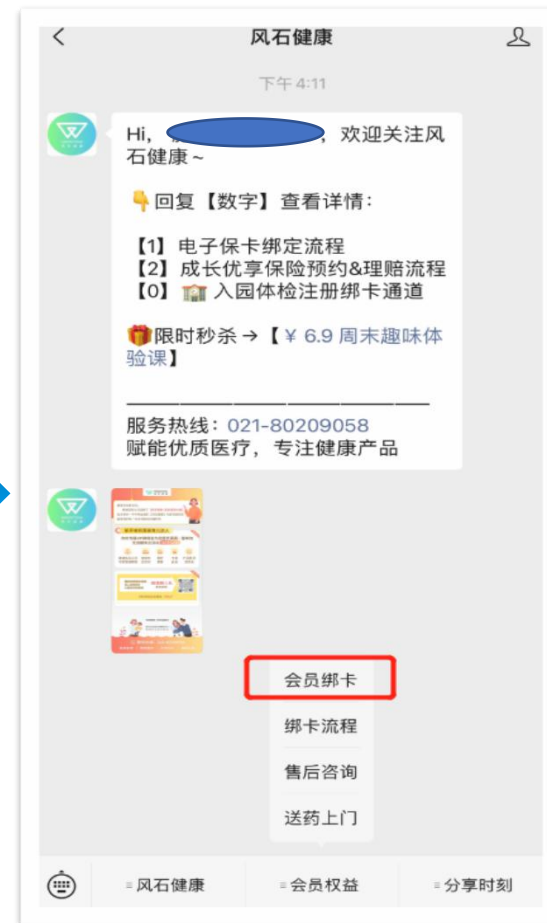 风石健康
下午 4:11
Hi,
，欢迎关注风
石健康～
👇回复【数字】查看详情：
【1】电子保卡绑定流程
【2】成长优享保险预约&理赔流程
【0】🏫 入园体检注册绑卡通道
🎁限时秒杀→【¥ 6.9 周末趣味体
验课】
服务热线：021-80209058
赋能优质医疗，专注健康产品
会员绑卡
绑卡流程
售后咨询
送药上门
风石健康
会员权益
分享时刻